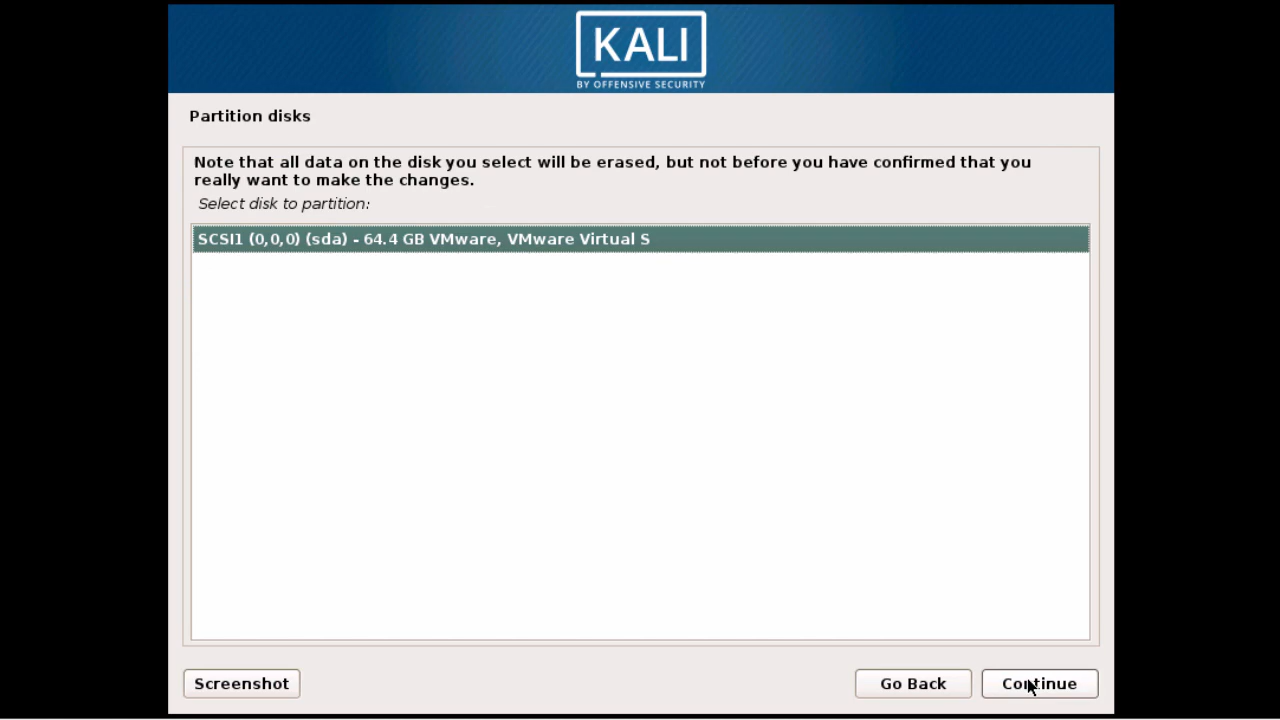 KALI
BY OFFENSIVE SECURITY
Partition disks
Note that all data on the disk you select will be erased, but not before you have confirmed that you
really want to make the changes.
Select disk to partition:
SCSI1 (0,0,0) (sda) - 64.4 GB VMware, VMware Virtual S
Screenshot
Go Back
Continue